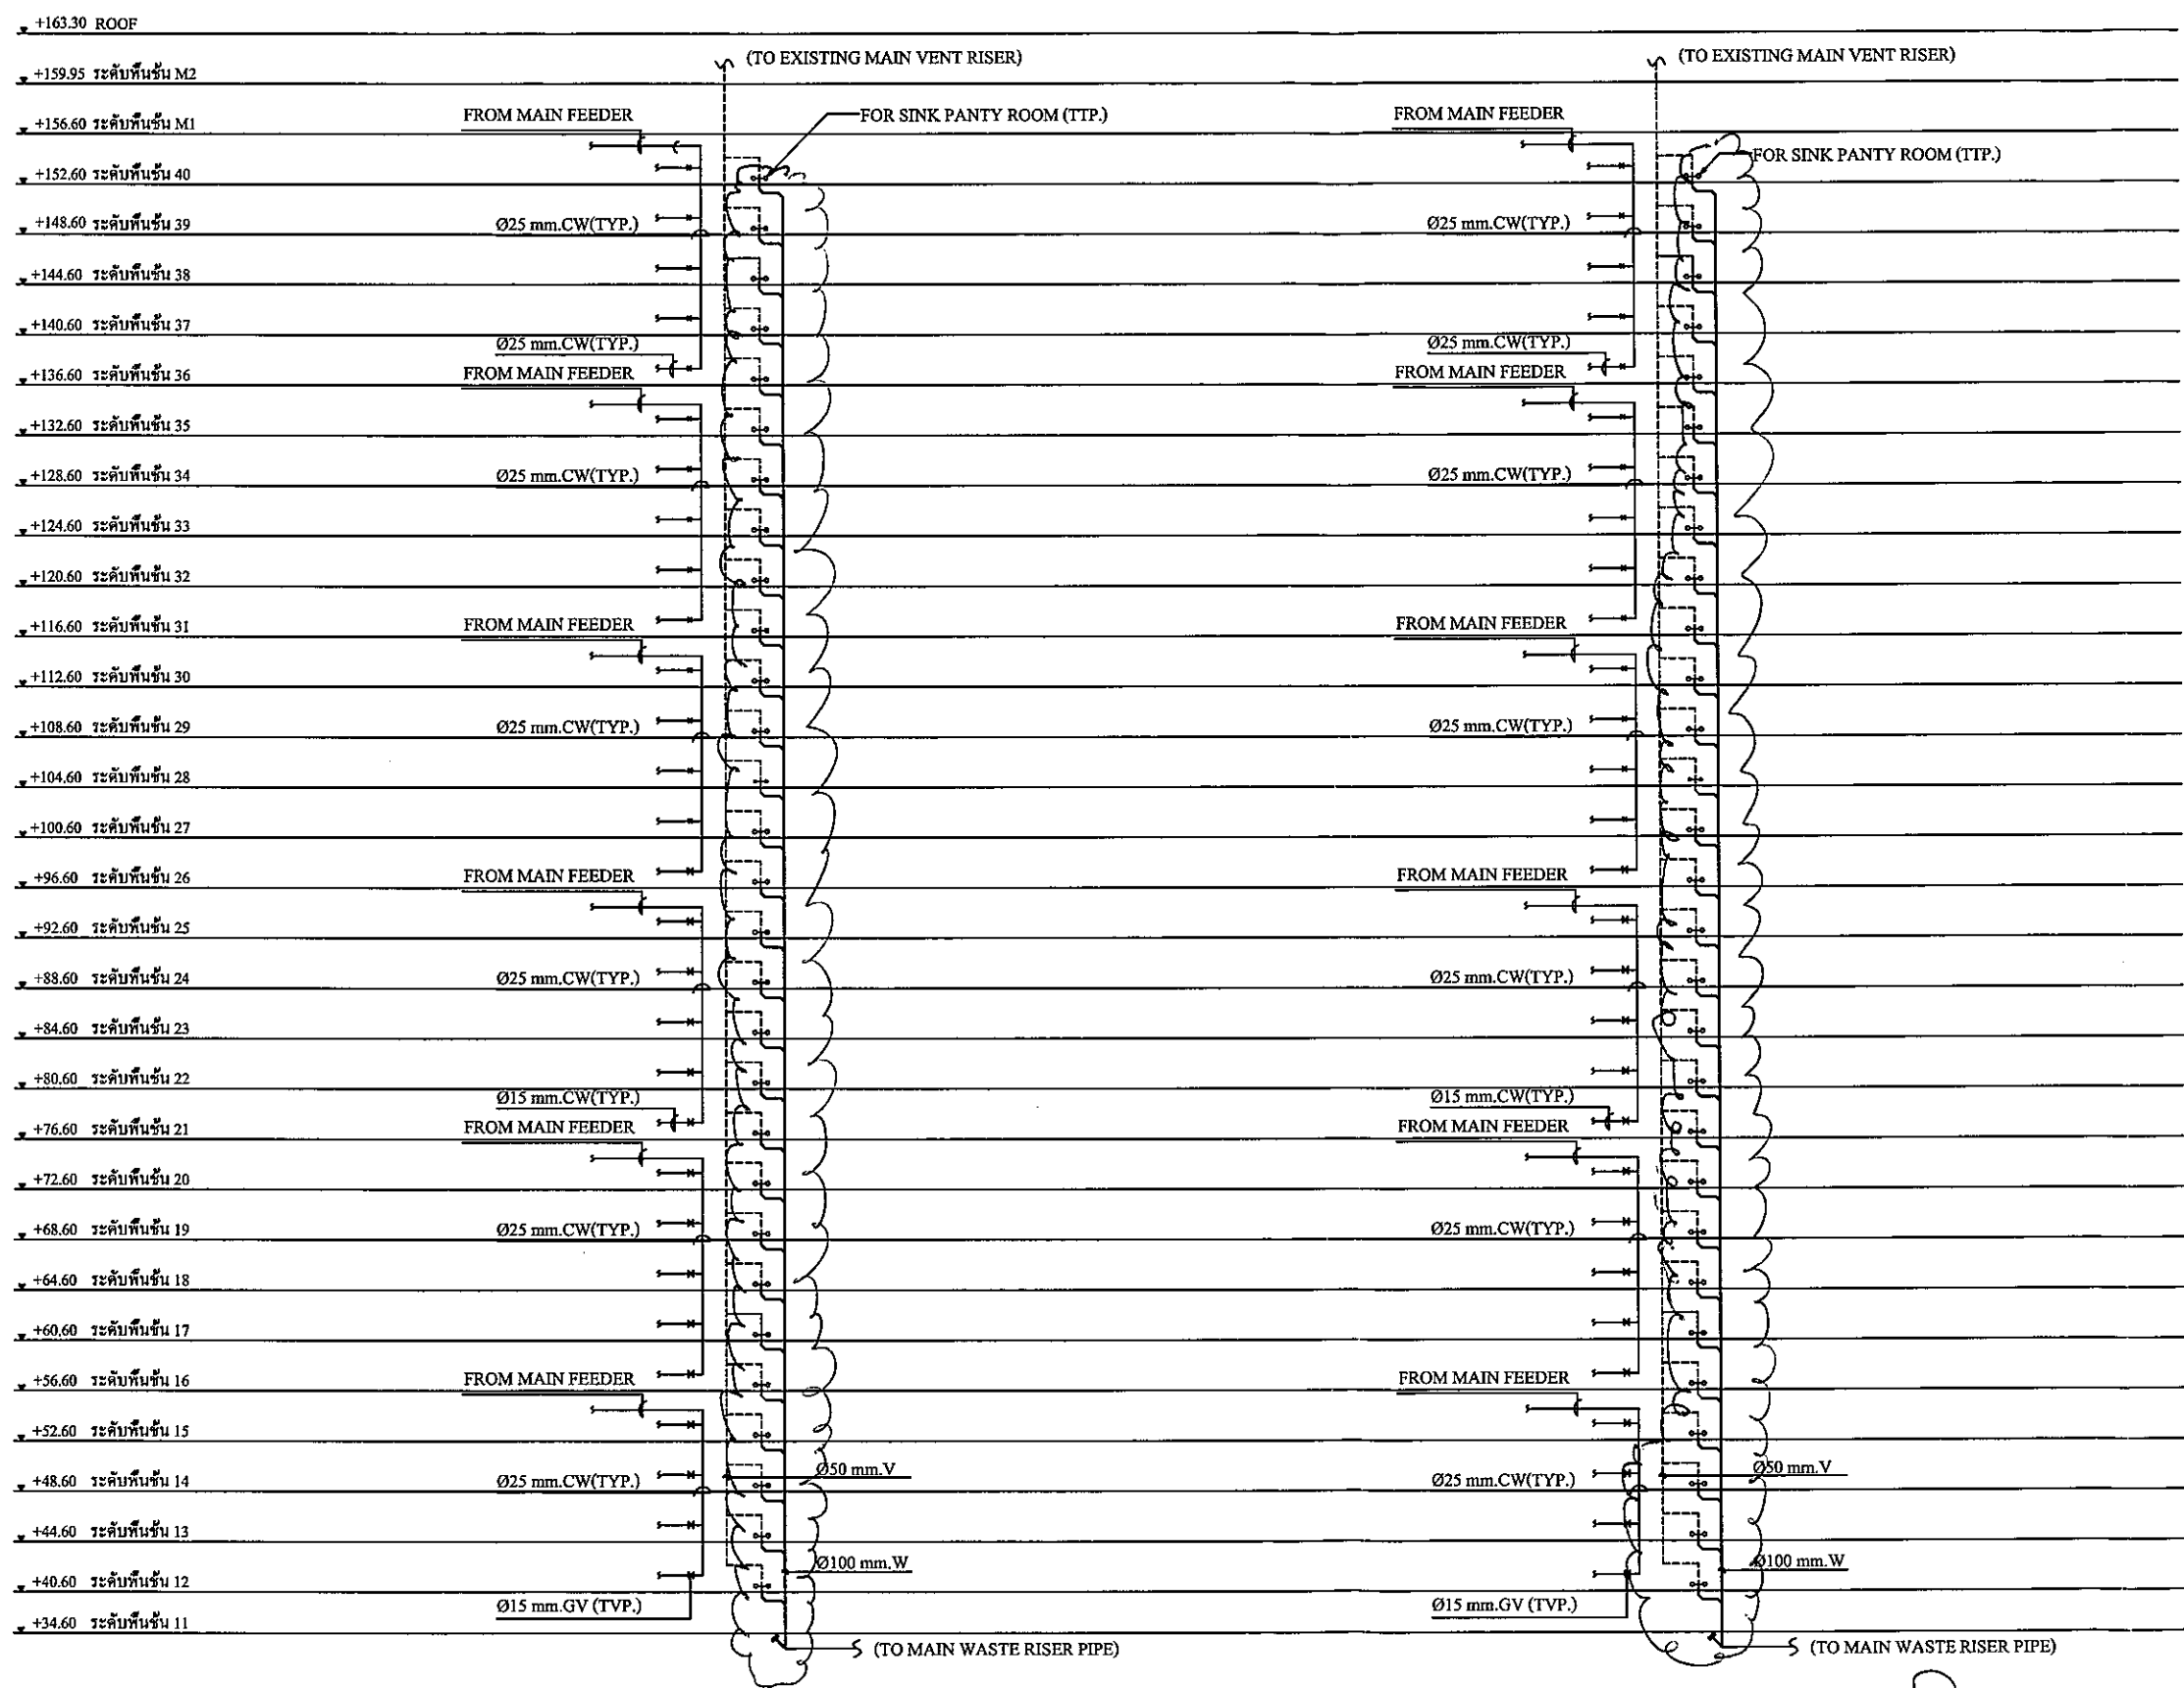 +163.30 ROOF
(TO EXISTING MAIN VENT RISER) (TO EXISTING MAIN VENT RISER)
+159.95 ระดับพื้นชั้น M2
FROM MAIN FEEDER FOR SINK PANTY ROOM (TTP.) FROM MAIN FEEDER
+156.60 ระดับพื้นชั้น M1
FOR SINK PANTY ROOM (TTP.)
+152.60 ระดับพื้นชั้น 40
+148.60 ระดับพื้นชั้น 39 Ø25 mm.CW(TYP.) Ø25 mm.CW(TYP.)
+144.60 ระดับพื้นชั้น 38
+140.60 ระดับพื้นชั้น 37
Ø25 mm.CW(TYP.) Ø25 mm.CW(TYP.)
+136.60 ระดับพื้นชั้น 36 FROM MAIN FEEDER FROM MAIN FEEDER
+132.60 ระดับพื้นชั้น 35
+128.60 ระดับพื้นชั้น 34 Ø25 mm.CW(TYP.) Ø25 mm.CW(TYP.)
+124.60 ระดับพื้นชั้น 33
+120.60 ระดับพื้นชั้น 32
+116.60 ระดับพื้นชั้น 31 FROM MAIN FEEDER FROM MAIN FEEDER
+112.60 ระดับพื้นชั้น 30
+108.60 ระดับพื้นชั้น 29 Ø25 mm.CW(TYP.) Ø25 mm.CW(TYP.)
+104.60 ระดับพื้นชั้น 28
+100.60 ระดับพื้นชั้น 27
+96.60 ระดับพื้นชั้น 26 FROM MAIN FEEDER FROM MAIN FEEDER
+92.60 ระดับพื้นชั้น 25
+88.60 ระดับพื้นชั้น 24 Ø25 mm.CW(TYP.) Ø25 mm.CW(TYP.)
+84.60 ระดับพื้นชั้น 23
+80.60 ระดับพื้นชั้น 22
Ø15 mm.CW(TYP.) Ø15 mm.CW(TYP.)
+76.60 ระดับพื้นชั้น 21 FROM MAIN FEEDER FROM MAIN FEEDER
+72.60 ระดับพื้นชั้น 20
+68.60 ระดับพื้นชั้น 19 Ø25 mm.CW(TYP.) Ø25 mm.CW(TYP.)
+64.60 ระดับพื้นชั้น 18
+60.60 ระดับพื้นชั้น 17
+56.60 ระดับพื้นชั้น 16 FROM MAIN FEEDER FROM MAIN FEEDER
+52.60 ระดับพื้นชั้น 15
Ø50 mm.V Ø50 mm.V
+48.60 ระดับพื้นชั้น 14 Ø25 mm.CW(TYP.) Ø25 mm.CW(TYP.)
+44.60 ระดับพื้นชั้น 13
Ø100 mm.W Ø100 mm.W
+40.60 ระดับพื้นชั้น 12
Ø15 mm.GV (TVP.) Ø15 mm.GV (TVP.)
+34.60 ระดับพื้นชั้น 11
(TO MAIN WASTE RISER PIPE) (TO MAIN WASTE RISER PIPE)